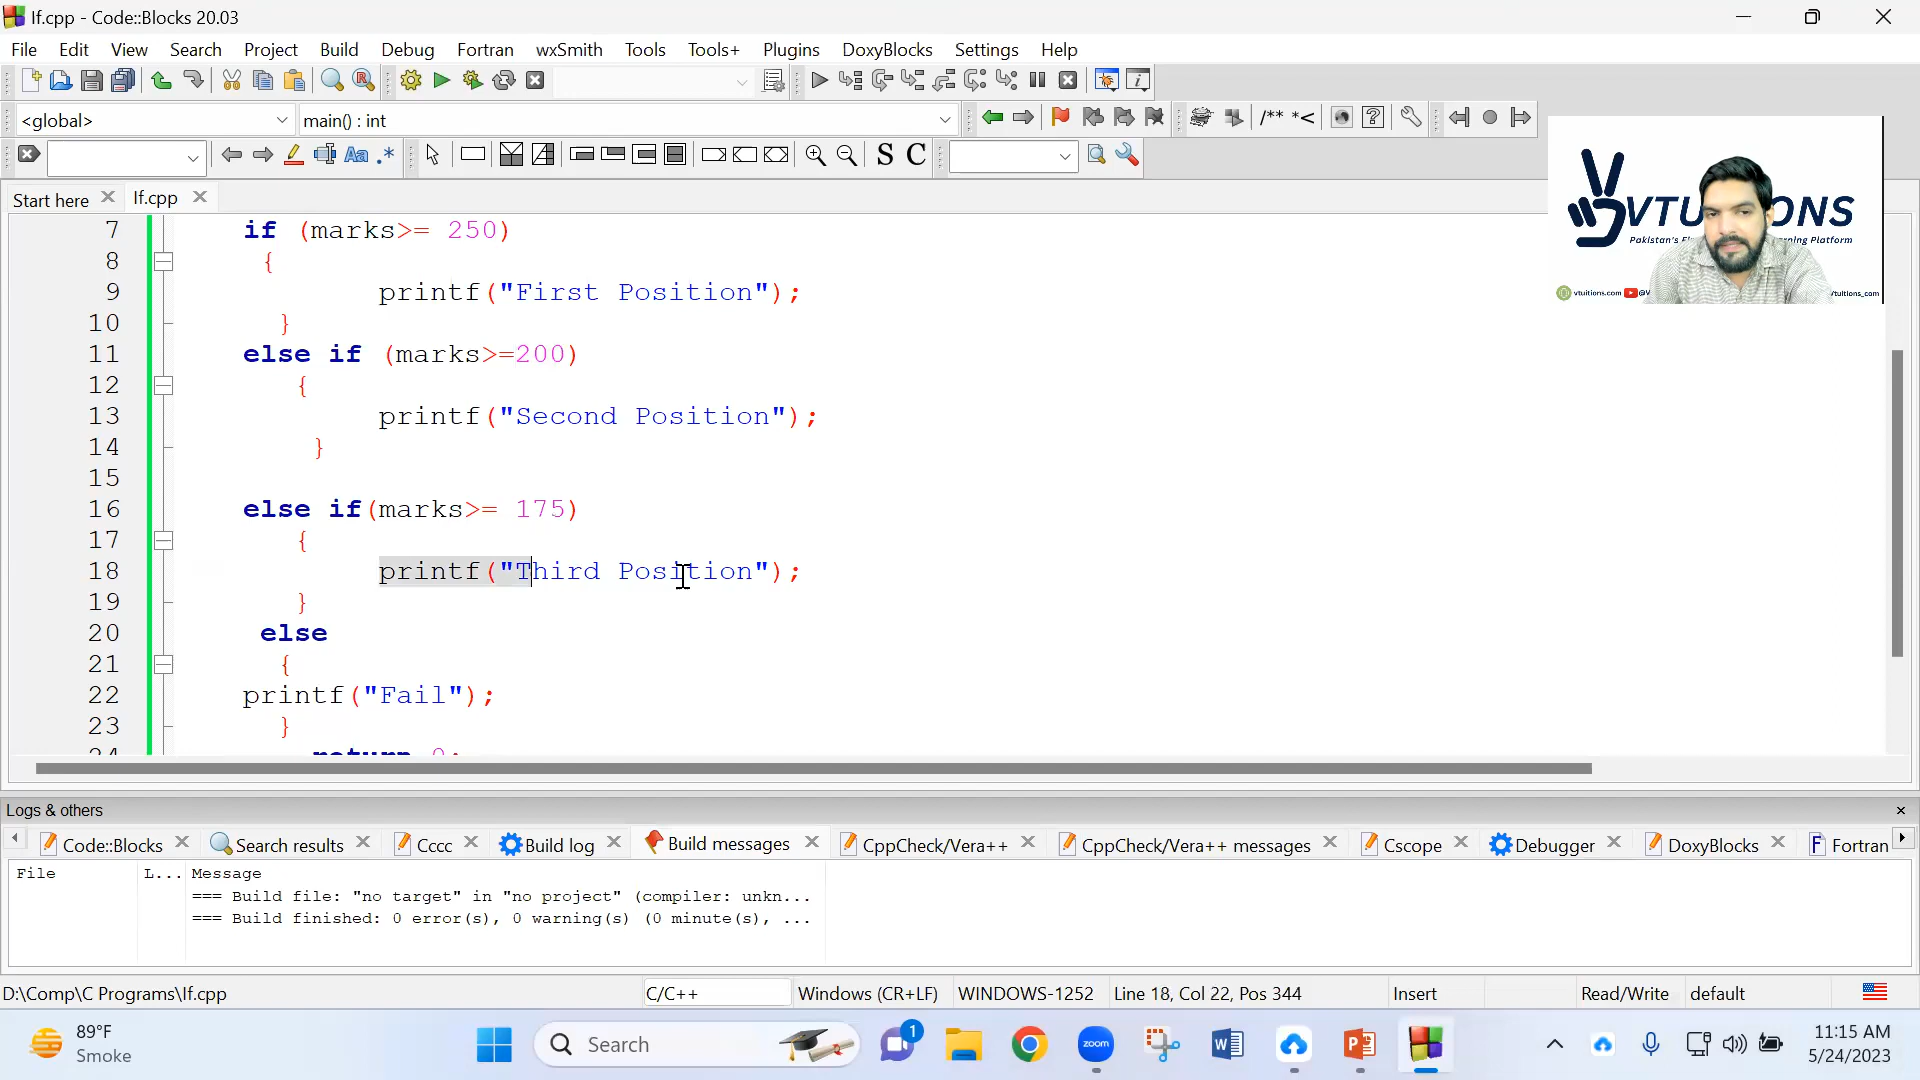 If.cpp - Code::Blocks 20.03
File Edit View Search Project Build Debug Fortran wxSmith Tools Tools+ Plugins DoxyBlocks Settings Help
<global> main() : int
/** *<
Aa .* S C
Start here If.cpp
7 if (marks>= 250)
8 {
9 printf("First Position");
10 }
11 else if (marks>=200)
12 {
13 printf("Second Position");
14 }
15
16 else if(marks>= 175)
17 {
18 printf("Third Position");
19 }
20 else
21 {
22 printf("Fail");
23 }
24 return 0;
Pakistan's
Platform
vtuitions.com
Logs & others
Code::Blocks Search results Cccc Build log Build messages CppCheck/Vera++ CppCheck/Vera++ messages Cscope Debugger DoxyBlocks Fortran
File L... Message
=== Build file: "no target" in "no project" (compiler: unkn...
=== Build finished: 0 error(s), 0 warning(s) (0 minute(s), ...
D:\Comp\C Programs\If.cpp C/C++ Windows (CR+LF) WINDOWS-1252 Line 18, Col 22, Pos 344 Insert Read/Write default
89°F
Smoke
Search
1
zoom
11:15 AM
5/24/2023